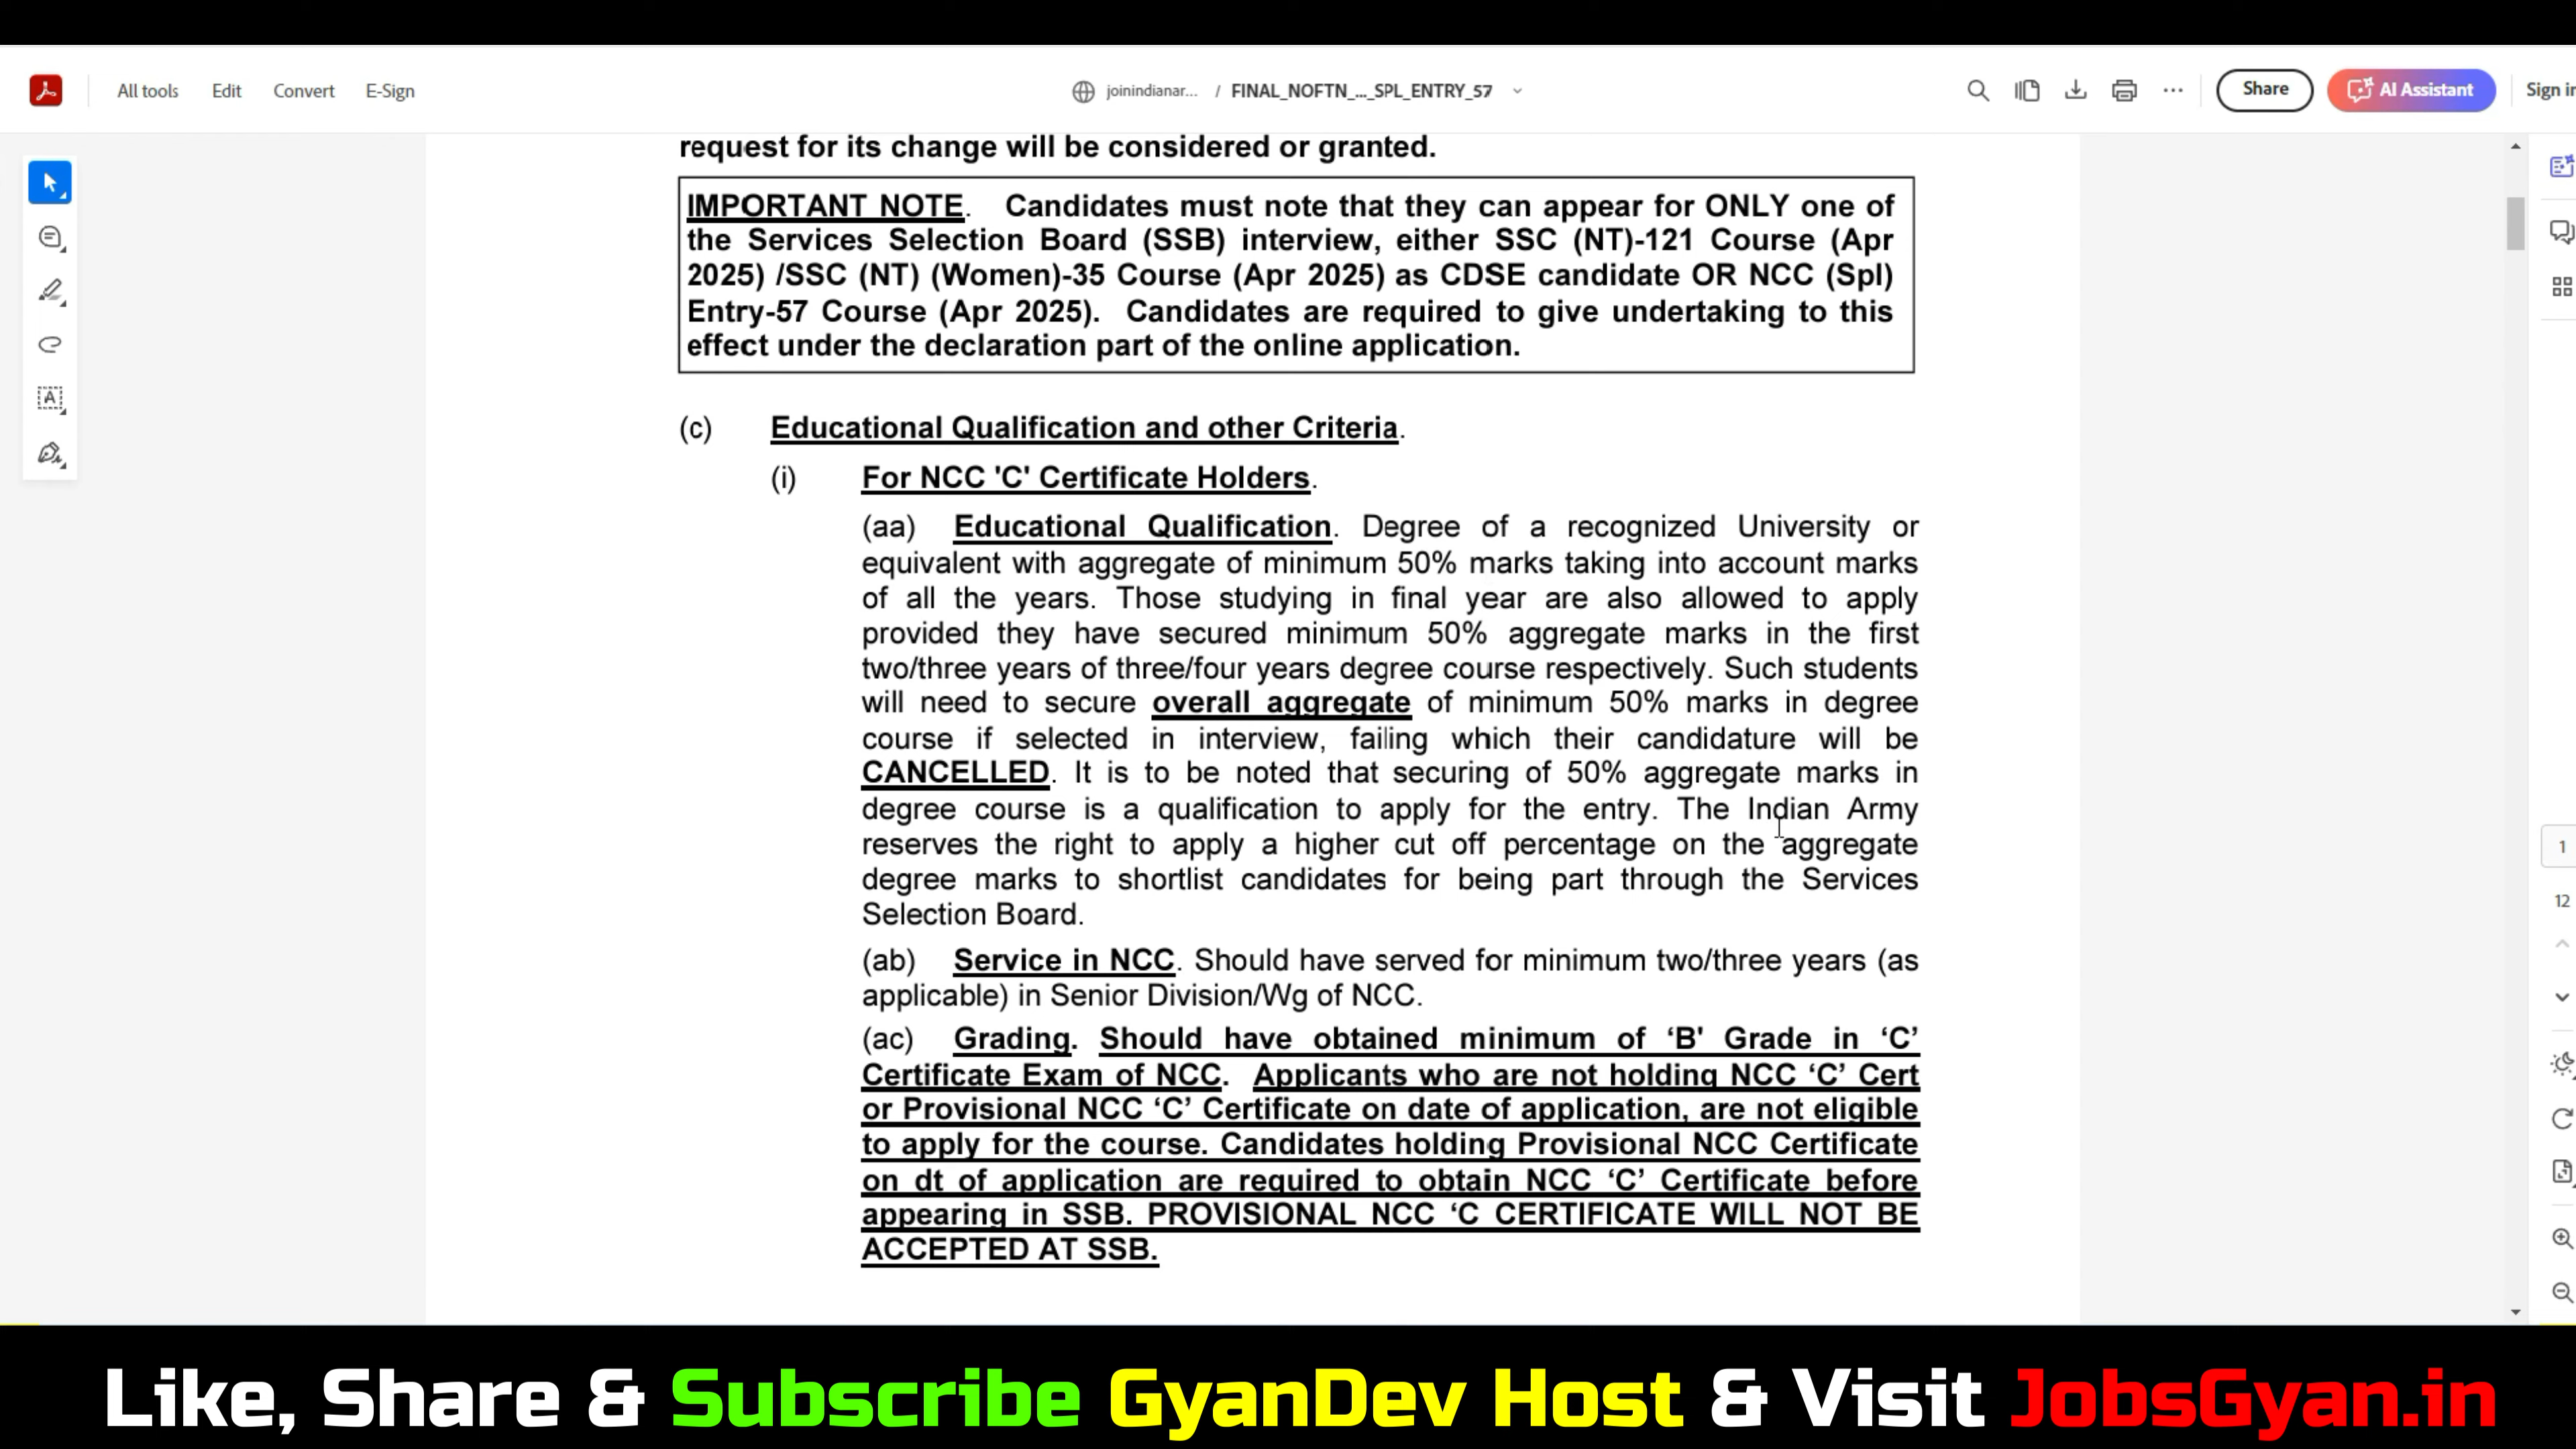 All tools Edit Convert E-Sign joinindianar... / FINAL_NOFTN_..._SPL_ENTRY_57 Share AI Assistant Sign in
request for its change will be considered or granted.
IMPORTANT NOTE. Candidates must note that they can appear for ONLY one of
the Services Selection Board (SSB) interview, either SSC (NT)-121 Course (Apr
2025) /SSC (NT) (Women)-35 Course (Apr 2025) as CDSE candidate OR NCC (Spl)
Entry-57 Course (Apr 2025). Candidates are required to give undertaking to this
effect under the declaration part of the online application.
(c) Educational Qualification and other Criteria.
(i) For NCC 'C' Certificate Holders.
(aa) Educational Qualification. Degree of a recognized University or
equivalent with aggregate of minimum 50% marks taking into account marks
of all the years. Those studying in final year are also allowed to apply
provided they have secured minimum 50% aggregate marks in the first
two/three years of three/four years degree course respectively. Such students
will need to secure overall aggregate of minimum 50% marks in degree
course if selected in interview, failing which their candidature will be
CANCELLED. It is to be noted that securing of 50% aggregate marks in
degree course is a qualification to apply for the entry. The Indian Army
reserves the right to apply a higher cut off percentage on the aggregate
degree marks to shortlist candidates for being part through the Services
Selection Board.
(ab) Service in NCC. Should have served for minimum two/three years (as
applicable) in Senior Division/Wg of NCC.
(ac) Grading. Should have obtained minimum of ‘B' Grade in ‘C’
Certificate Exam of NCC. Applicants who are not holding NCC ‘C’ Cert
or Provisional NCC ‘C’ Certificate on date of application, are not eligible
to apply for the course. Candidates holding Provisional NCC Certificate
on dt of application are required to obtain NCC ‘C’ Certificate before
appearing in SSB. PROVISIONAL NCC ‘C CERTIFICATE WILL NOT BE
ACCEPTED AT SSB.
1
12
Like, Share & Subscribe GyanDev Host & Visit JobsGyan.in